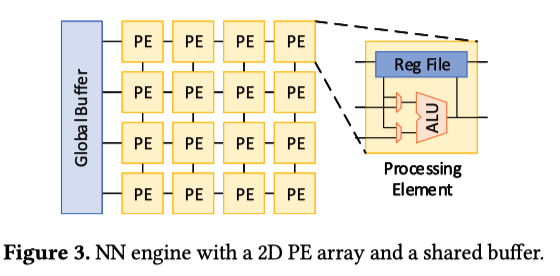 Global Buffer
PE PE PE PE
PE PE PE PE
PE PE PE PE
PE PE PE PE
Reg File
ALU
Processing
Element
Figure 3. NN engine with a 2D PE array and a shared buffer.